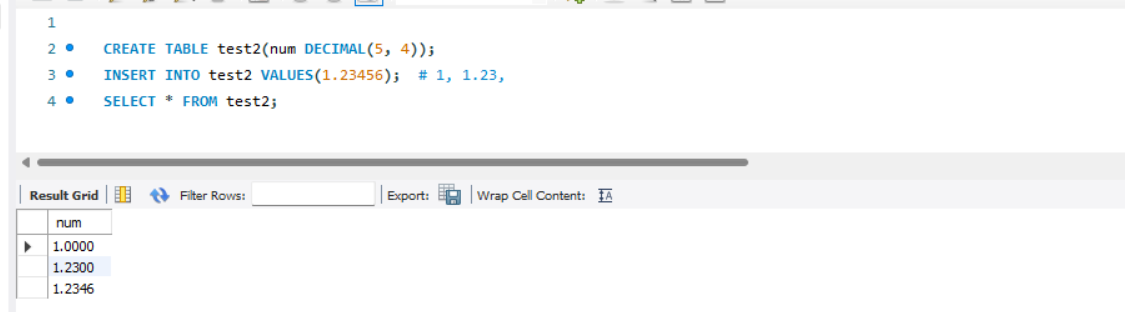 1
2 CREATE TABLE test2(num DECIMAL(5, 4));
3 INSERT INTO test2 VALUES(1.23456); # 1, 1.23,
4 SELECT * FROM test2;
Result Grid Filter Rows: Export: Wrap Cell Content:
num
1.0000
1.2300
1.2346